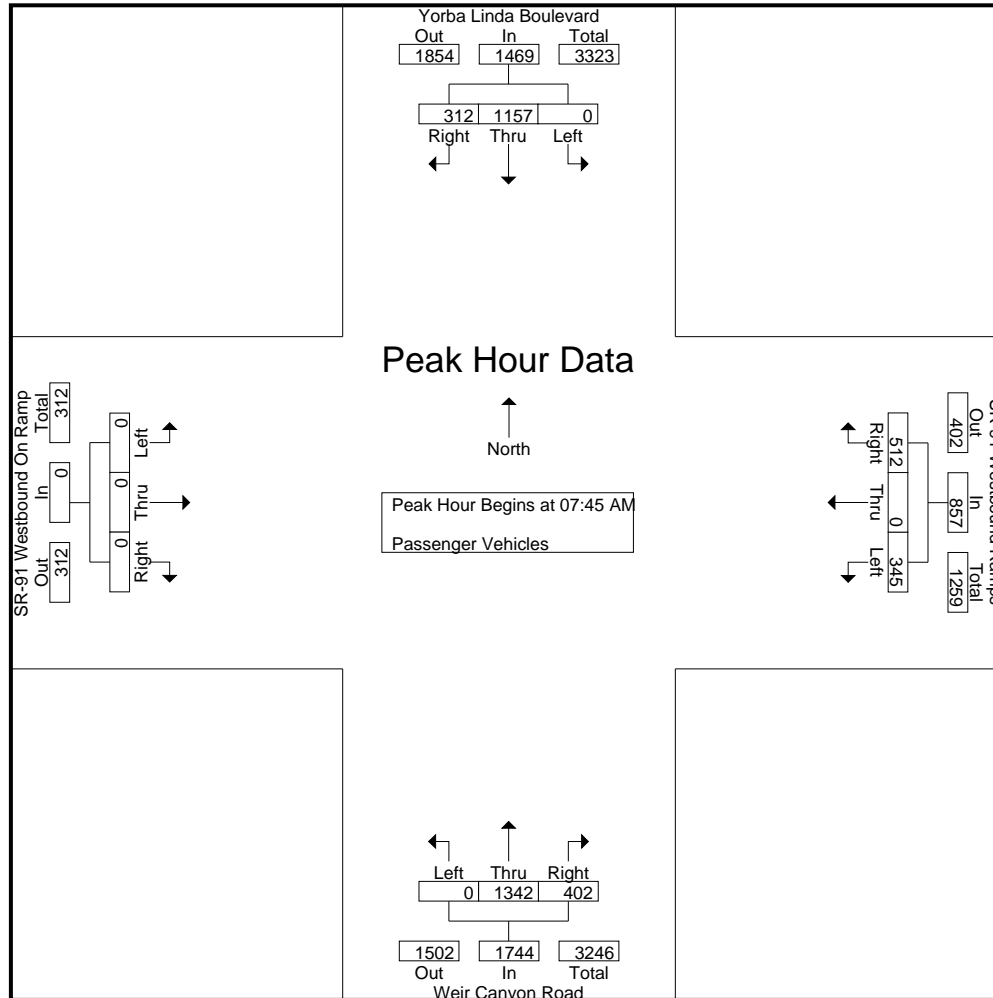 Yorba Linda Boulevard
Out In Total
1854 1469 3323
312 1157 0
Right Thru Left
Peak Hour Data
North
Peak Hour Begins at 07:45 AM
Passenger Vehicles
SR-91 Westbound On Ramp
Total In Out
312 0 312
0 0 0
Left Thru Right
Westbound Ramps
Out In Total
402 857 1259
512 0 345
Right Thru Left
Left Thru Right
0 1342 402
1502 1744 3246
Out In Total
Weir Canyon Road